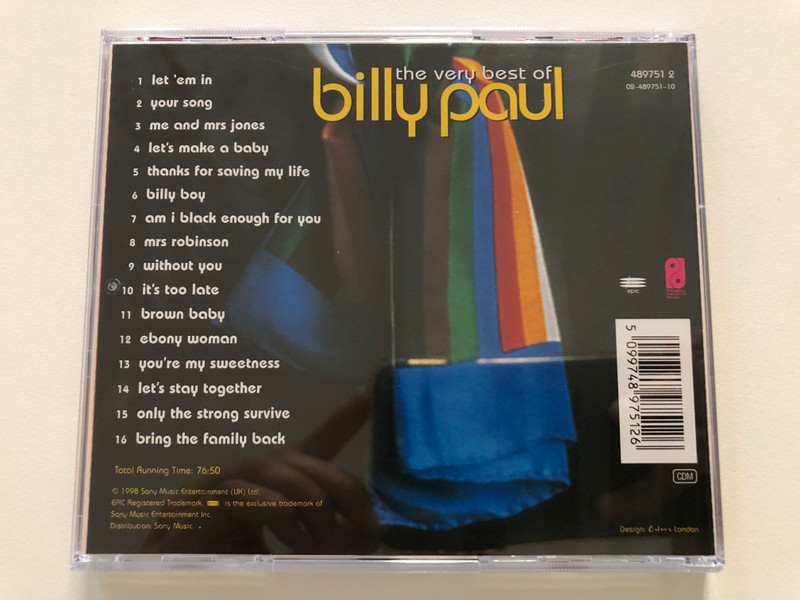 the very best of
billy paul
489751 2
02-489751-10
1 let 'em in
2 your song
3 me and mrs jones
4 let's make a baby
5 thanks for saving my life
6 billy boy
7 am i black enough for you
8 mrs robinson
9 without you
10 it's too late
11 brown baby
12 ebony woman
13 you're my sweetness
14 let's stay together
15 only the strong survive
16 bring the family back
epic
5 099748 975126
CDM
Total Running Time: 76:50
© 1998 Sony Music Entertainment (UK) Ltd.
EPIC Registered Trademark. is the exclusive trademark of
Sony Music Entertainment Inc.
Distribution: Sony Music.
Design: London